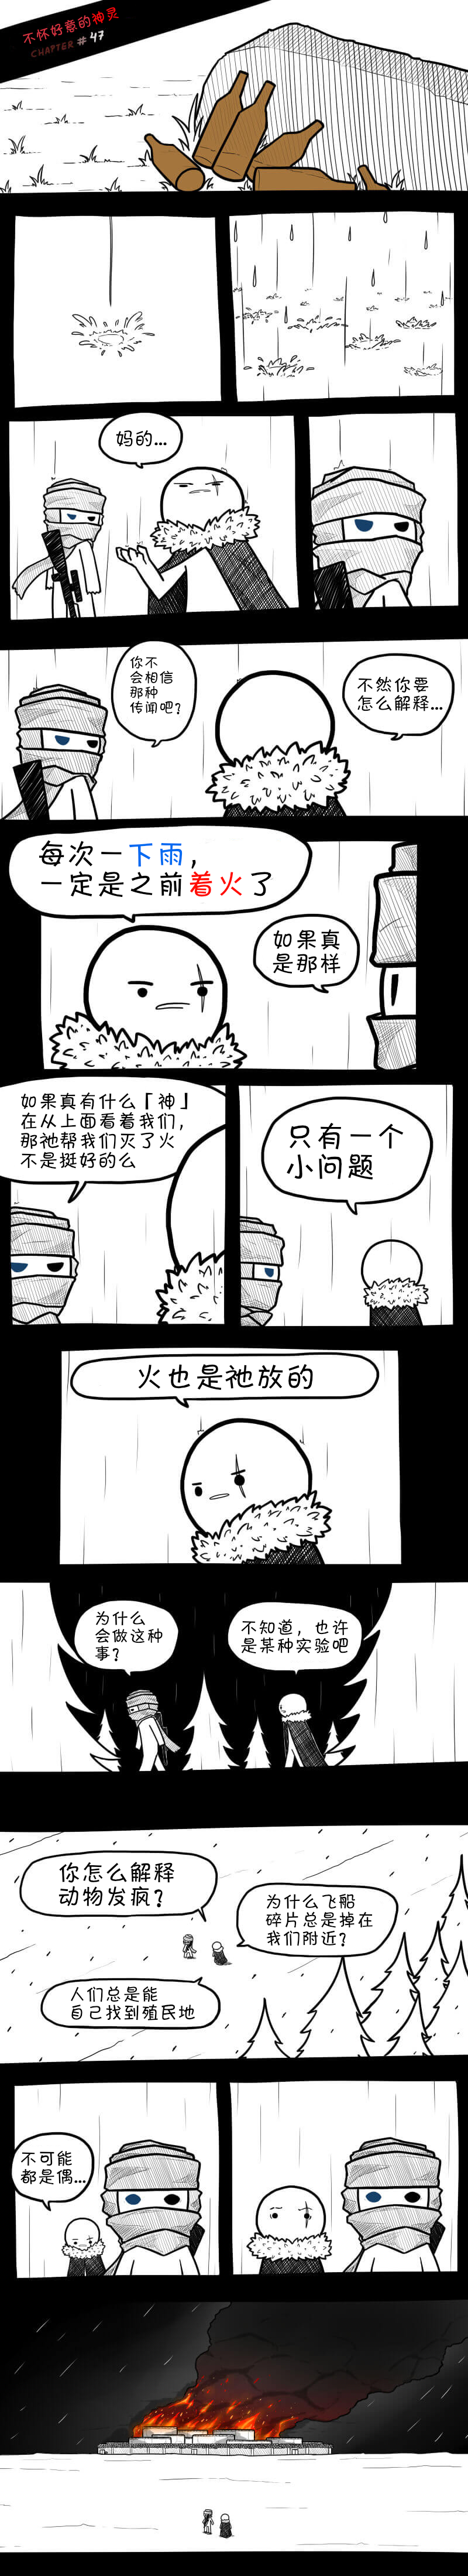 不怀好意的神灵
CHAPTER #47
妈的...
你不
会相信
那种
传闻吧?
不然你要
怎么解释...
每次一下雨,
一定是之前着火了
如果真
是那样
如果真有什么「神」
在从上面看着我们,
那祂帮我们灭了火
不是挺好的么
只有一个
小问题
火也是祂放的
为什么
会做这种
事?
不知道,也许
是某种实验吧
你怎么解释
动物发疯?
为什么飞船
碎片总是掉在
我们附近?
人们总是能
自己找到殖民地
不可能
都是偶...